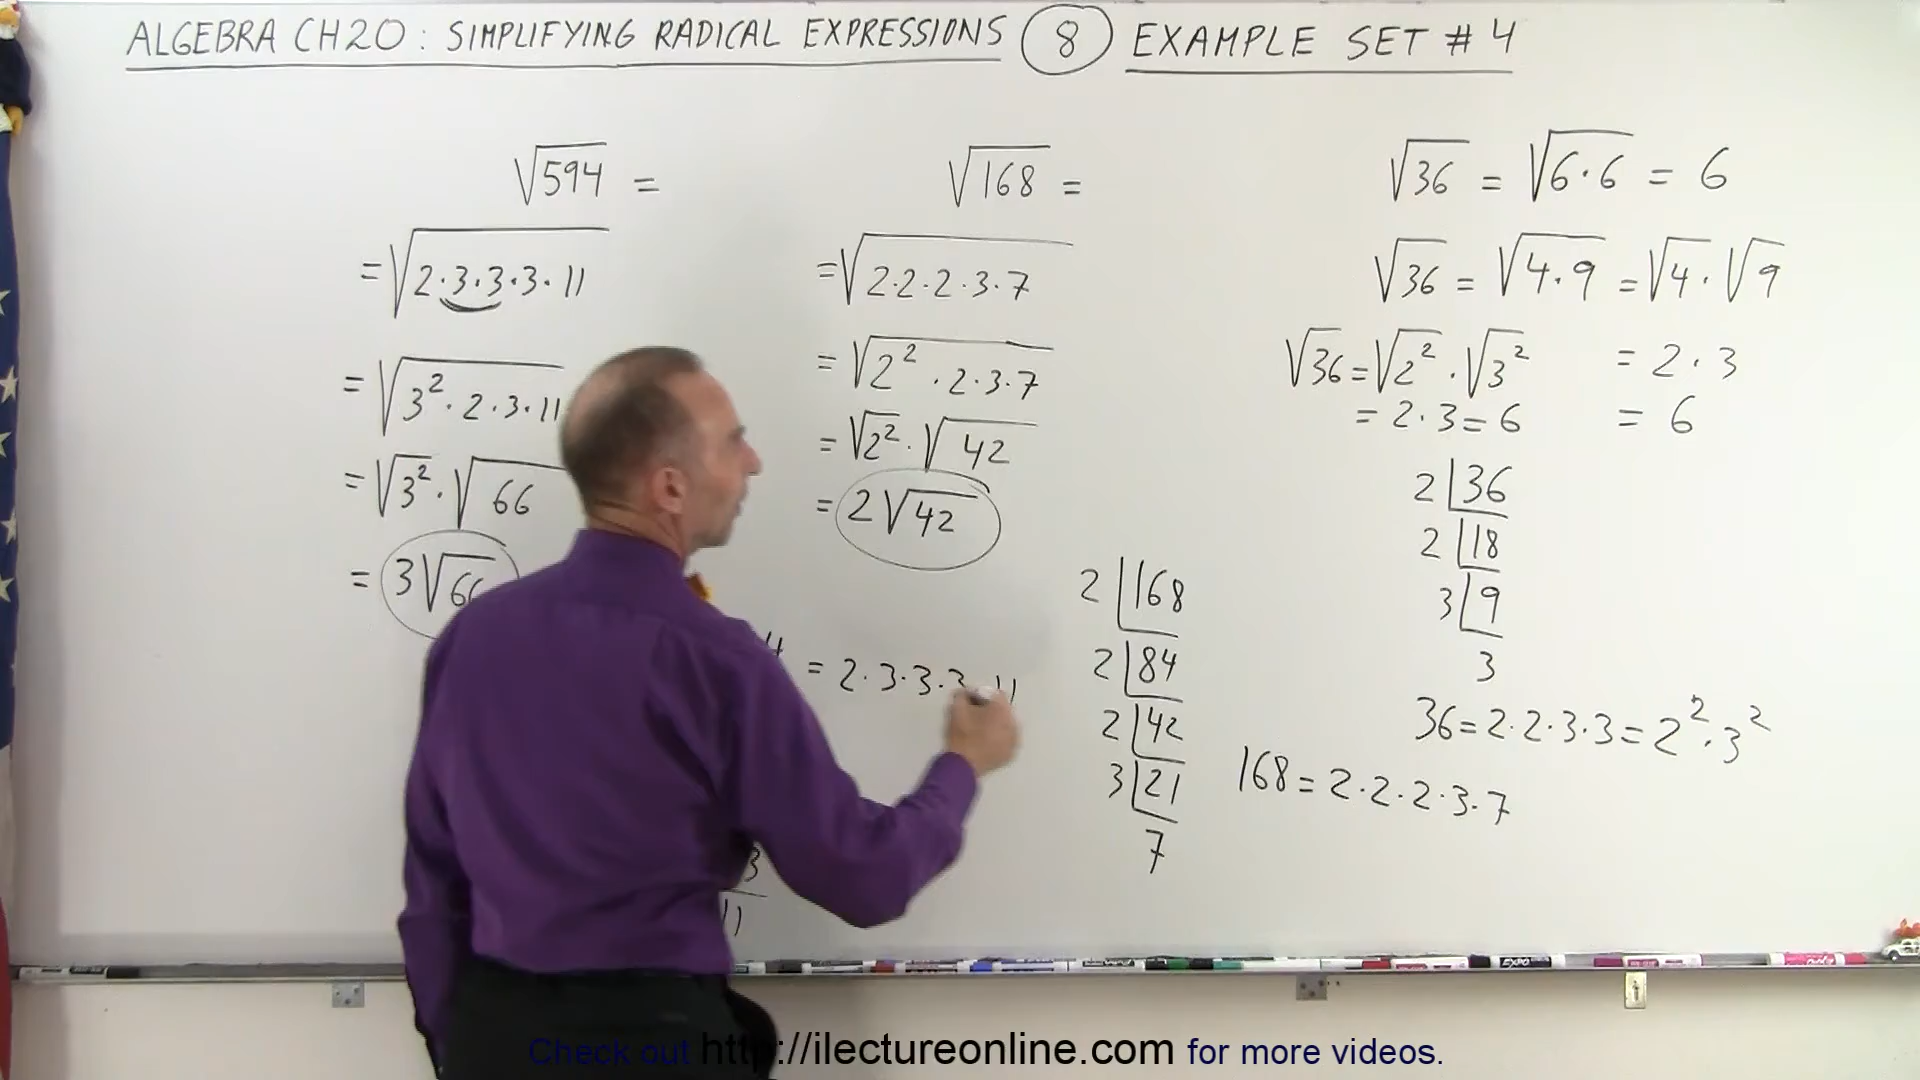 ALGEBRA CH20: SIMPLIFYING RADICAL EXPRESSIONS 8 EXAMPLE SET # 4
√594 =
= √2·3·3·3·11
= √3²·2·3·11
= √3² · √66
= 3√66
= 2·3·3·3·11
3
11
√168 =
= √2·2·2·3·7
= √2²·2·3·7
= √2² · √42
= 2√42
2 168
2 84
2 42
3 21
7
168 = 2·2·2·3·7
√36 = √6·6 = 6
√36 = √4·9 = √4 · √9
= 2·3
= 6
√36 = √2² · √3²
= 2·3 = 6
2 36
2 18
3 9
3
36 = 2·2·3·3 = 2²·3²
EXPO
Check out http://ilectureonline.com for more videos.